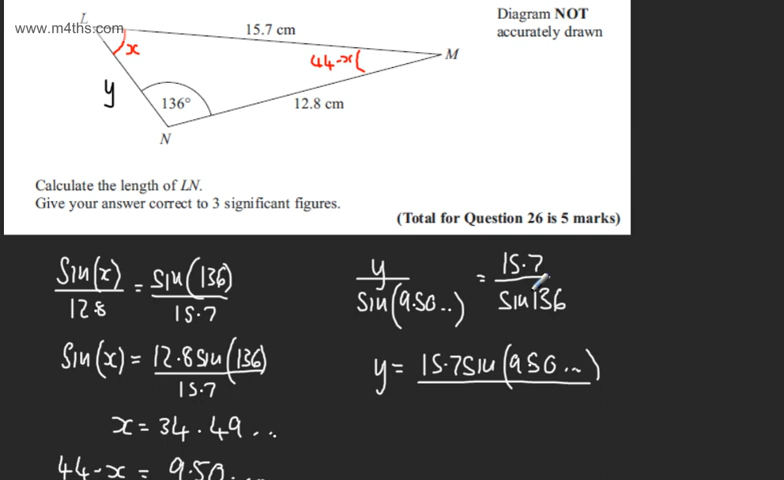 L
www.m4ths.com
15.7 cm
Diagram NOT
accurately drawn
x
44-x
M
y
136°
12.8 cm
N
Calculate the length of LN.
Give your answer correct to 3 significant figures.
(Total for Question 26 is 5 marks)
Sin(x)/12.8 = Sin(136)/15.7
y/Sin(9.50..) = 15.7/Sin136
Sin(x) = 12.8Sin(136)/15.7
y = 15.7Sin(9.50...)
x = 34.49...
44-x = 9.50....